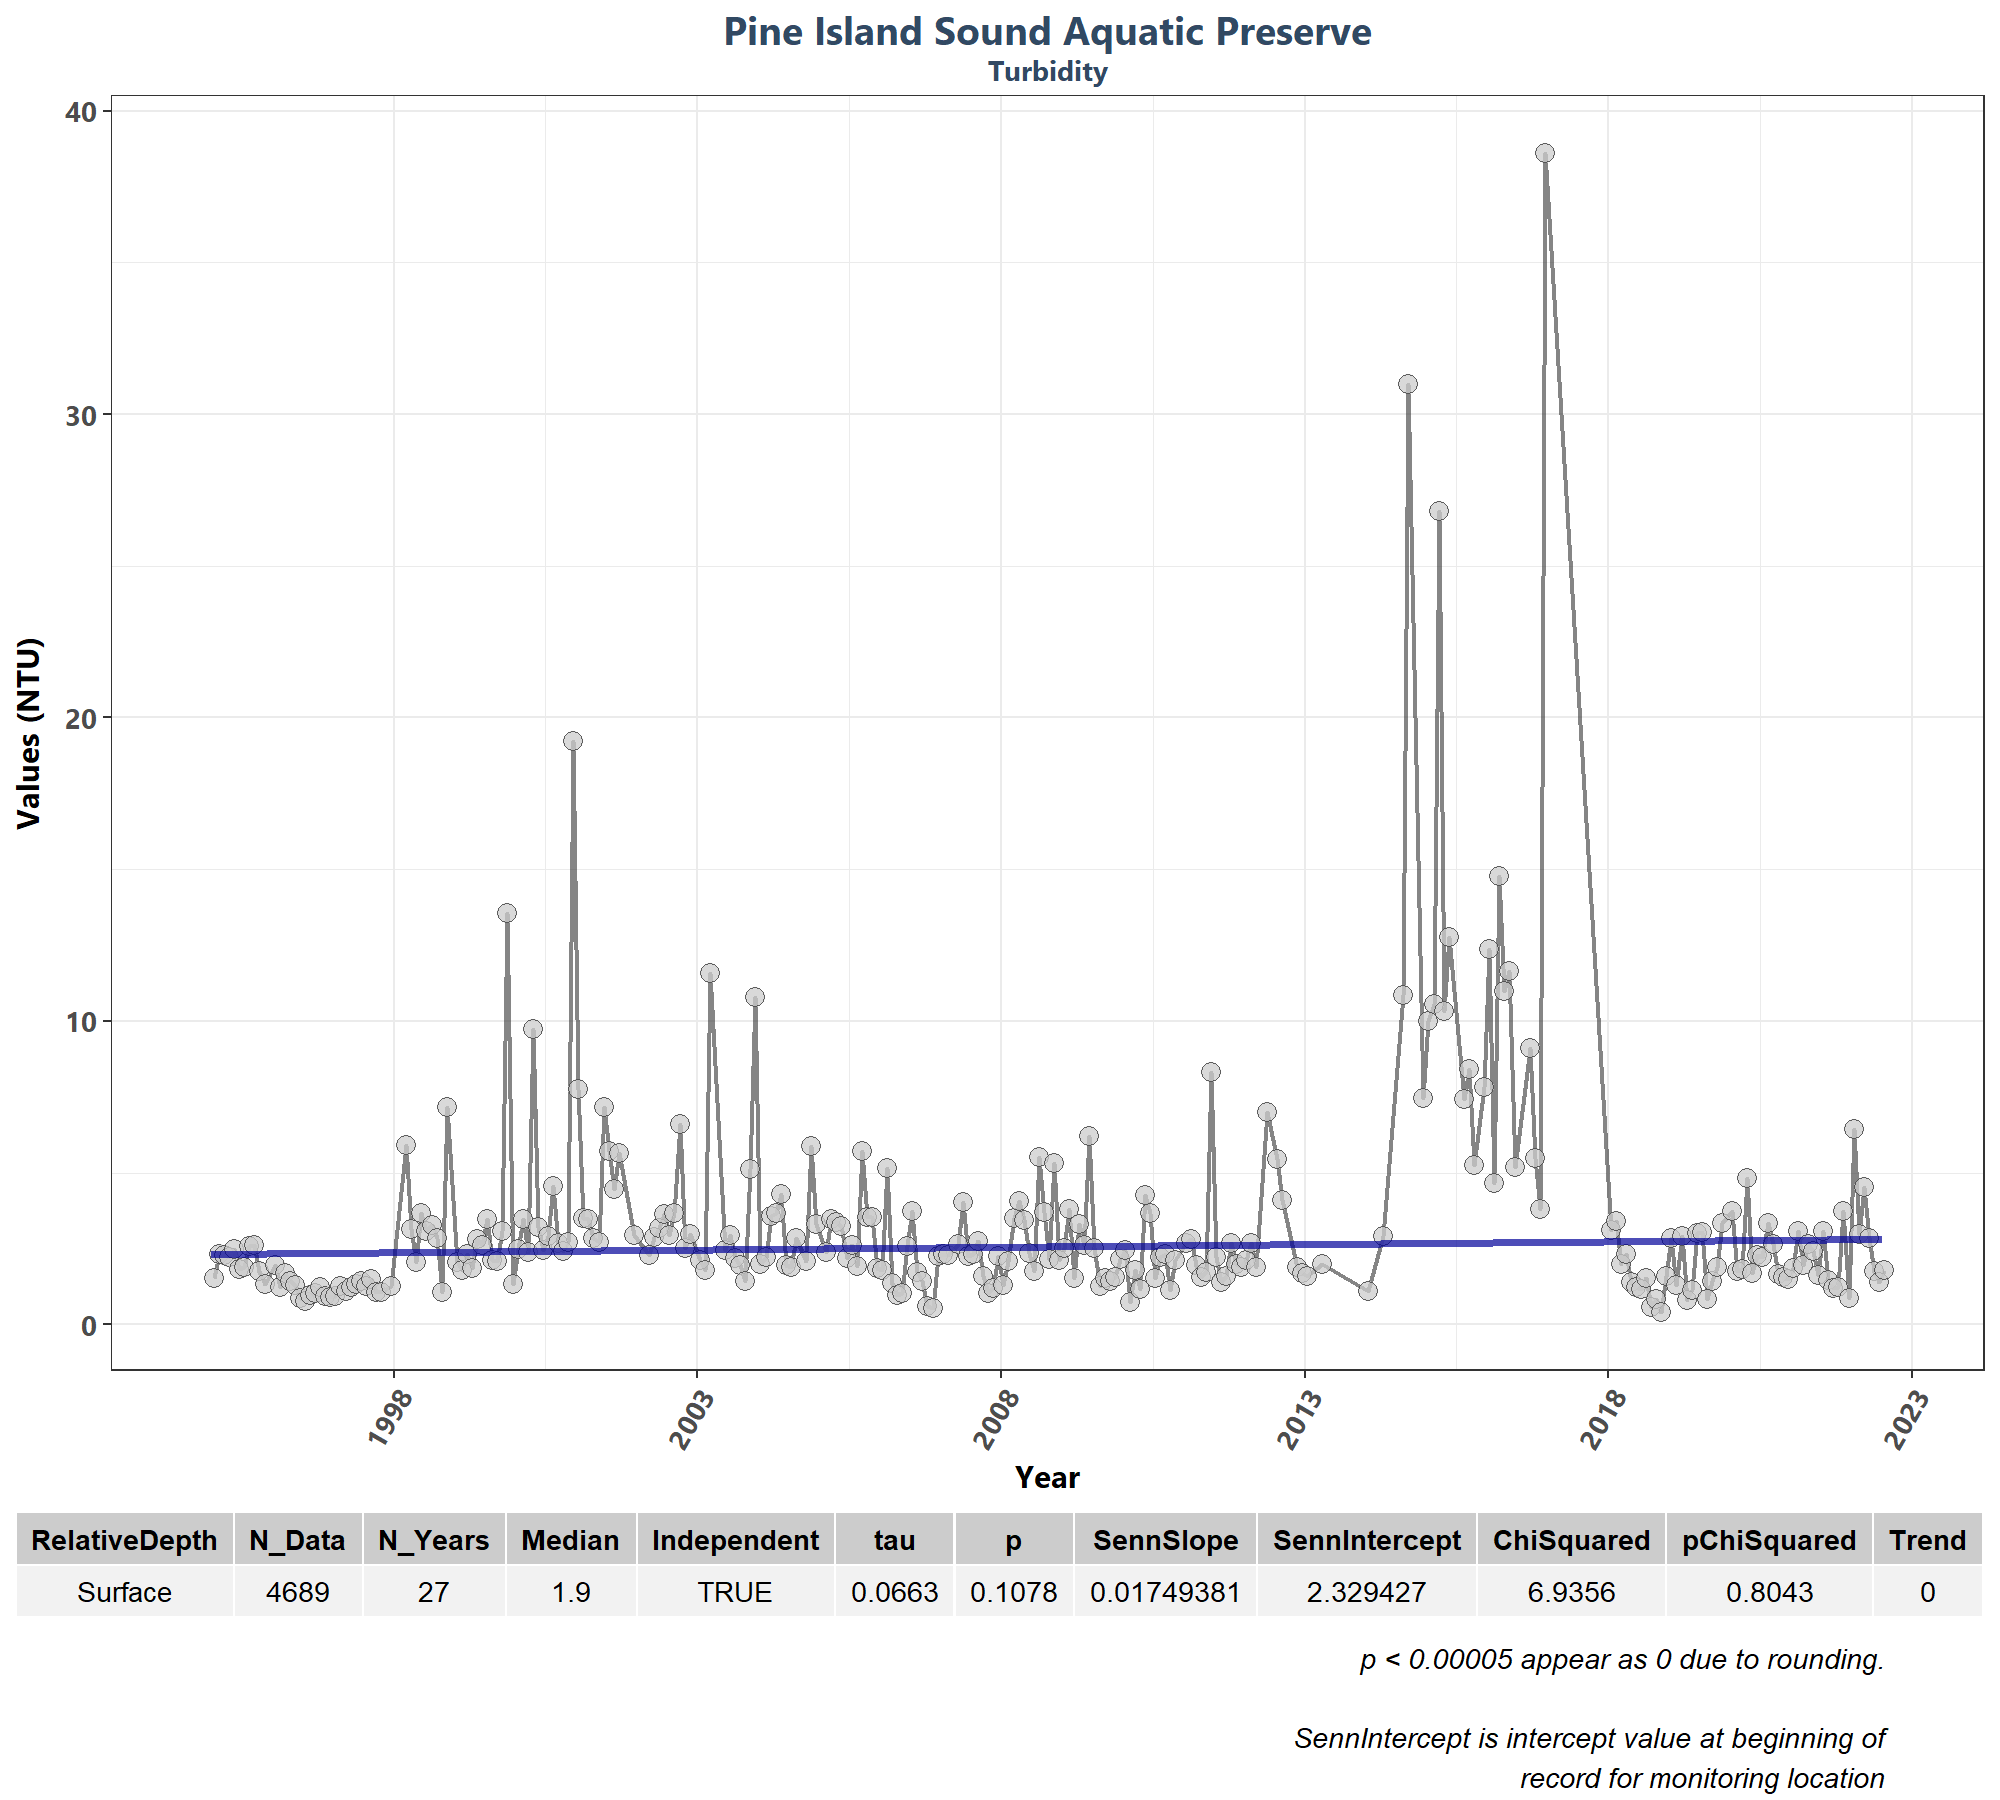 Pine Island Sound Aquatic Preserve
Turbidity
Values (NTU)
40
30
20
10
0
1998
2003
2008
2013
2018
2023
Year
RelativeDepth N_Data N_Years Median Independent tau p SennSlope SennIntercept ChiSquared pChiSquared Trend
Surface 4689 27 1.9 TRUE 0.0663 0.1078 0.01749381 2.329427 6.9356 0.8043 0
p < 0.00005 appear as 0 due to rounding.
SennIntercept is intercept value at beginning of
record for monitoring location